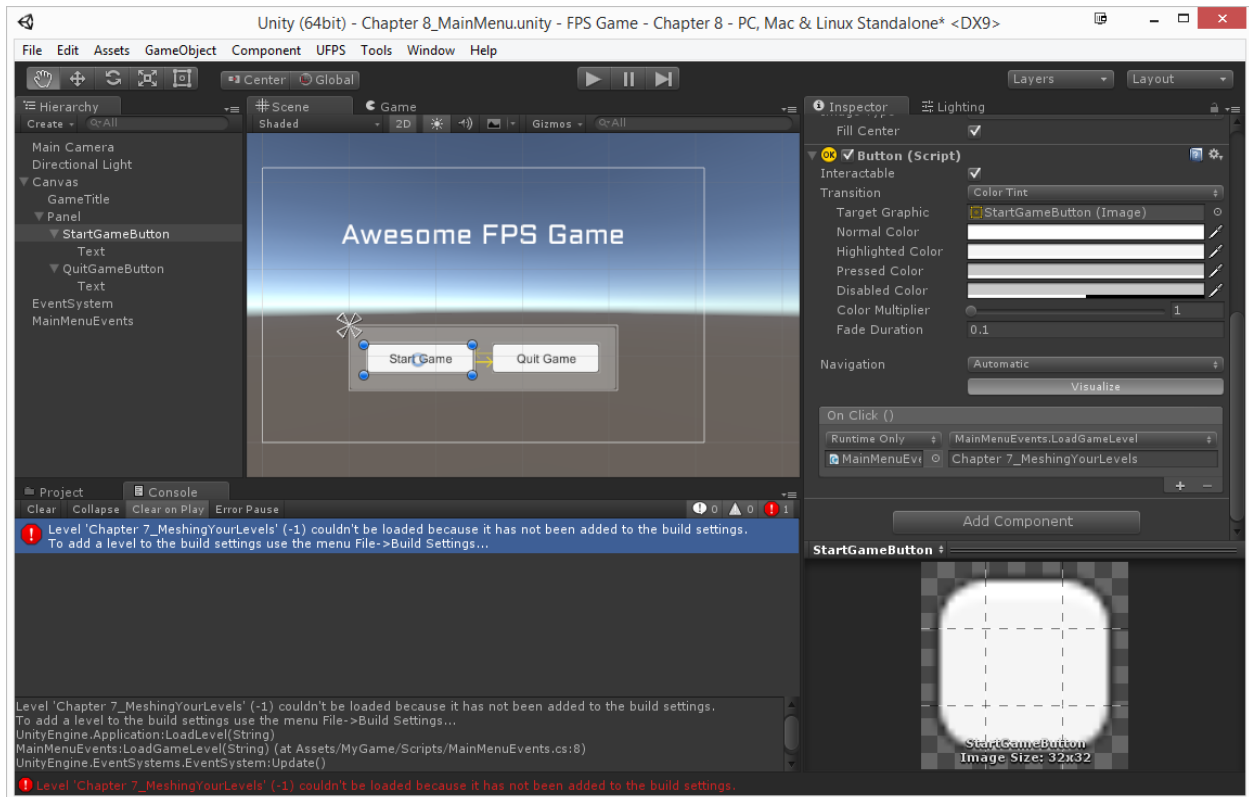 Unity (64bit) - Chapter 8_MainMenu.unity - FPS Game - Chapter 8 - PC, Mac & Linux Standalone* <DX9>
File Edit Assets GameObject Component UFPS Tools Window Help
Center Global Layers Layout
Hierarchy
Create All
Main Camera
Directional Light
Canvas
GameTitle
Panel
StartGameButton
Text
QuitGameButton
Text
EventSystem
MainMenuEvents
Scene Game
Shaded 2D Gizmos All
Awesome FPS Game
Start Game Quit Game
Inspector Lighting
Image Type
Fill Center
OK Button (Script)
Interactable
Transition Color Tint
Target Graphic StartGameButton (Image)
Normal Color
Highlighted Color
Pressed Color
Disabled Color
Color Multiplier 1
Fade Duration 0.1
Navigation Automatic
Visualize
On Click ()
Runtime Only MainMenuEvents.LoadGameLevel
MainMenuEve Chapter 7_MeshingYourLevels
+ −
Add Component
Project Console
Clear Collapse Clear on Play Error Pause 0 0 1
Level 'Chapter 7_MeshingYourLevels' (-1) couldn't be loaded because it has not been added to the build settings.
To add a level to the build settings use the menu File->Build Settings...
Level 'Chapter 7_MeshingYourLevels' (-1) couldn't be loaded because it has not been added to the build settings.
To add a level to the build settings use the menu File->Build Settings...
UnityEngine.Application:LoadLevel(String)
MainMenuEvents:LoadGameLevel(String) (at Assets/MyGame/Scripts/MainMenuEvents.cs:8)
UnityEngine.EventSystems.EventSystem:Update()
Level 'Chapter 7_MeshingYourLevels' (-1) couldn't be loaded because it has not been added to the build settings.
StartGameButton
StartGameButton
Image Size: 32x32